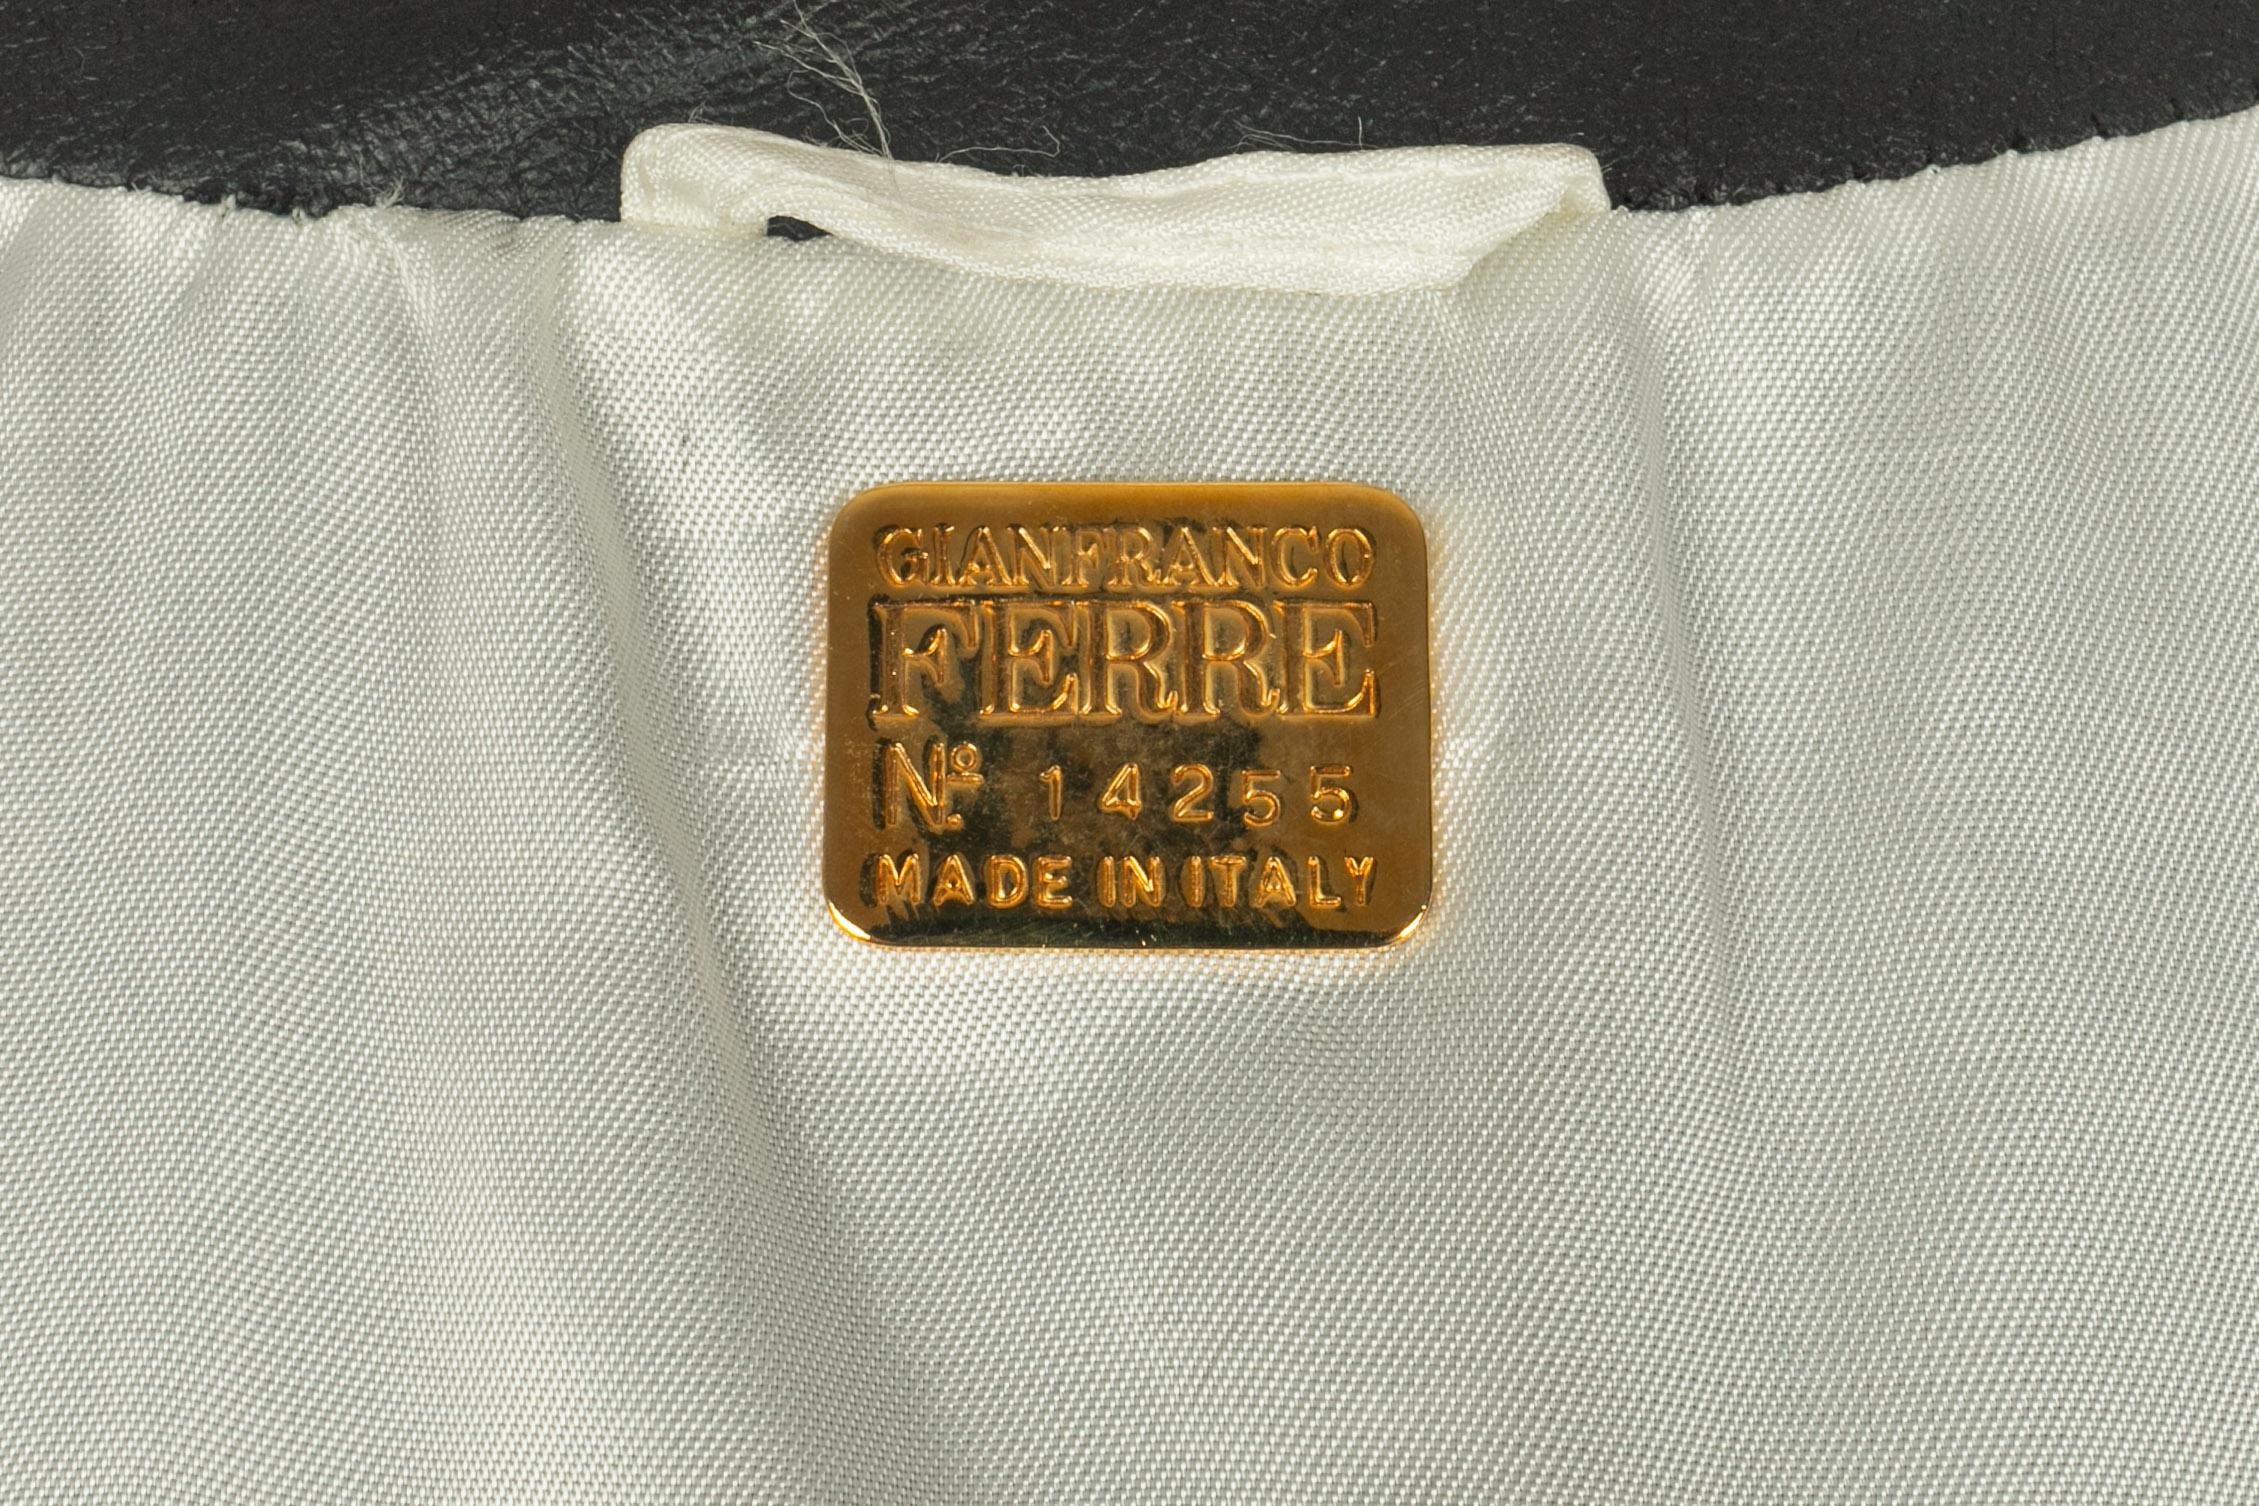 GIANFRANCO
FERRE
Nº. 14255
MADE IN ITALY